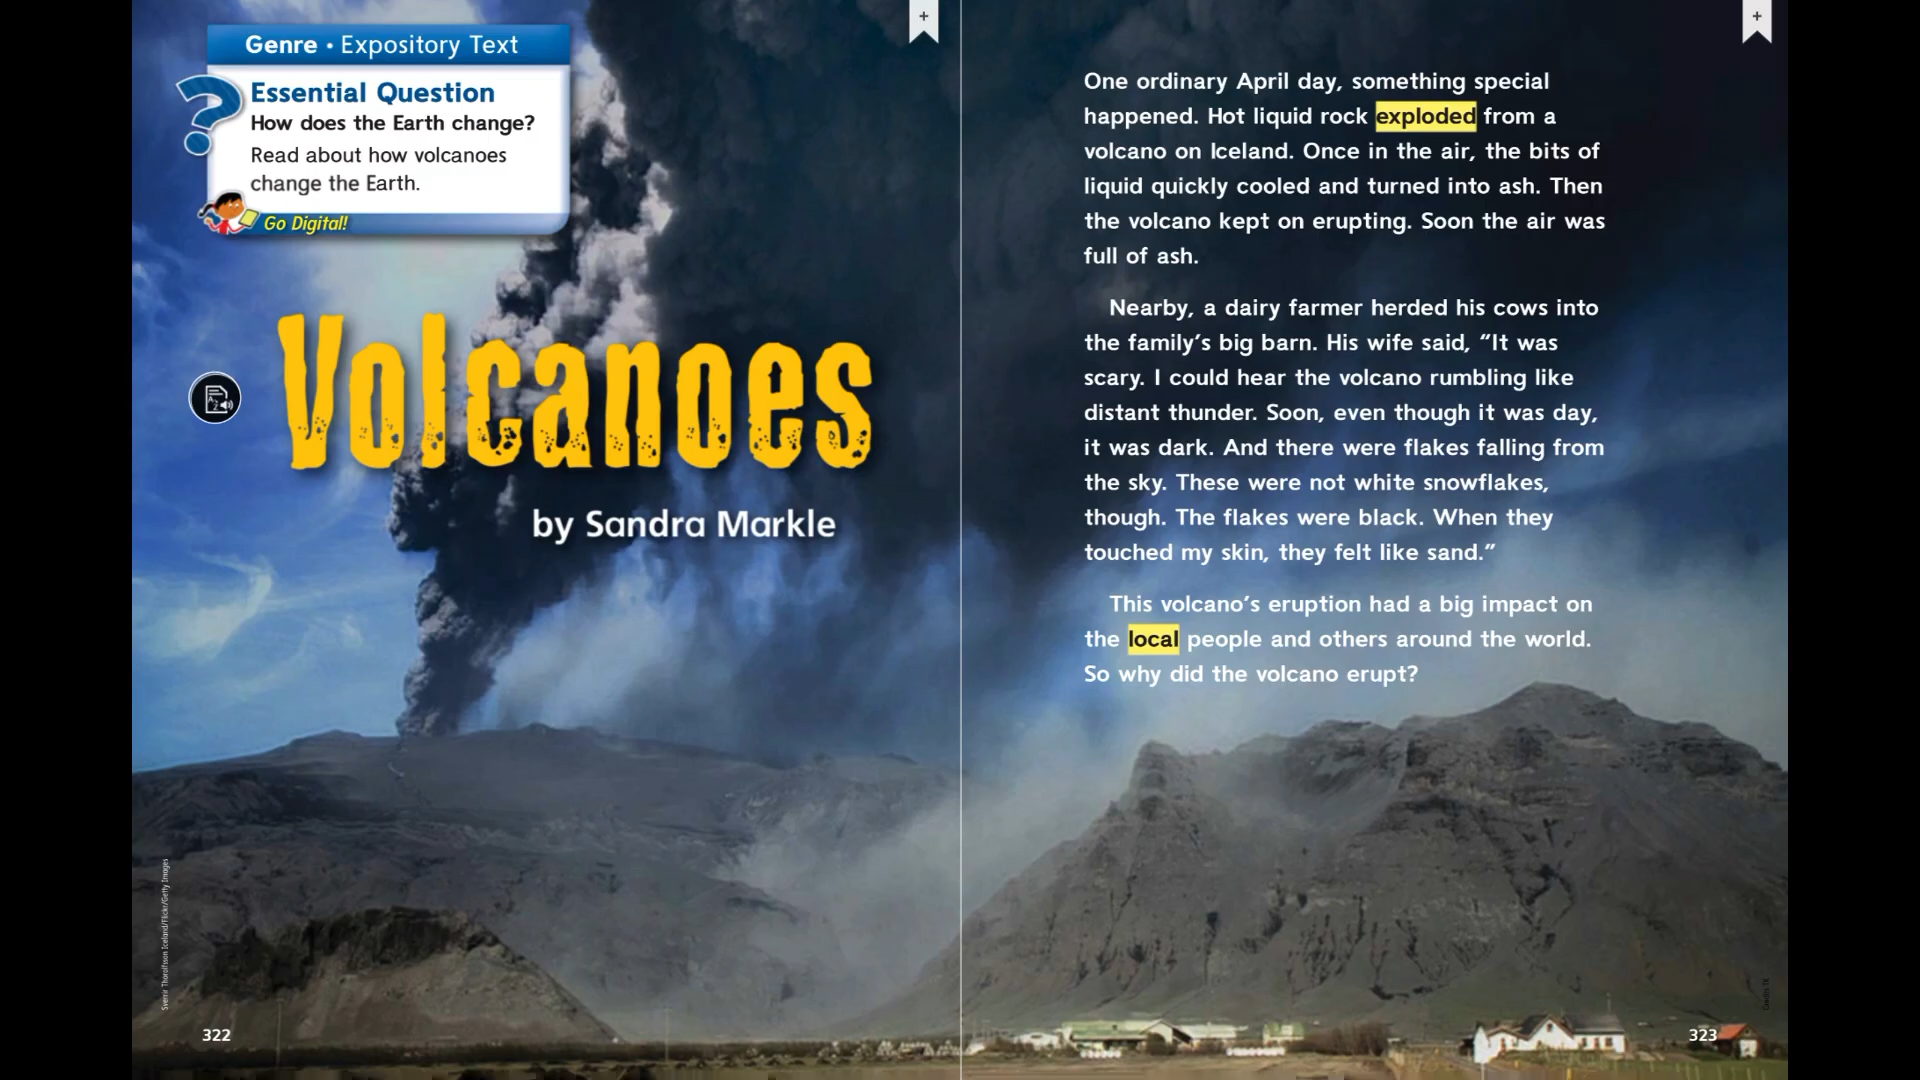 Genre • Expository Text
Essential Question
How does the Earth change?
Read about how volcanoes
change the Earth.
Go Digital!
Volcanoes
by Sandra Markle
Sverrir Thorolfsson Iceland/Flickr/Getty Images
322
One ordinary April day, something special
happened. Hot liquid rock exploded from a
volcano on Iceland. Once in the air, the bits of
liquid quickly cooled and turned into ash. Then
the volcano kept on erupting. Soon the air was
full of ash.
Nearby, a dairy farmer herded his cows into
the family’s big barn. His wife said, “It was
scary. I could hear the volcano rumbling like
distant thunder. Soon, even though it was day,
it was dark. And there were flakes falling from
the sky. These were not white snowflakes,
though. The flakes were black. When they
touched my skin, they felt like sand.”
This volcano’s eruption had a big impact on
the local people and others around the world.
So why did the volcano erupt?
323